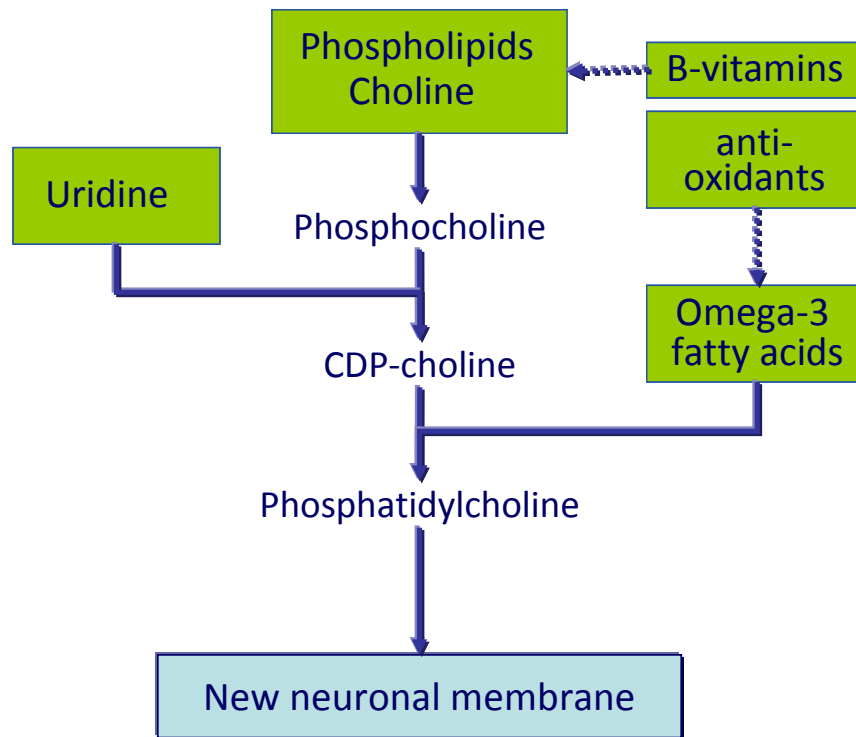 Phospholipids
Choline
B-vitamins
anti-
oxidants
Uridine
Phosphocholine
Omega-3
fatty acids
CDP-choline
Phosphatidylcholine
New neuronal membrane